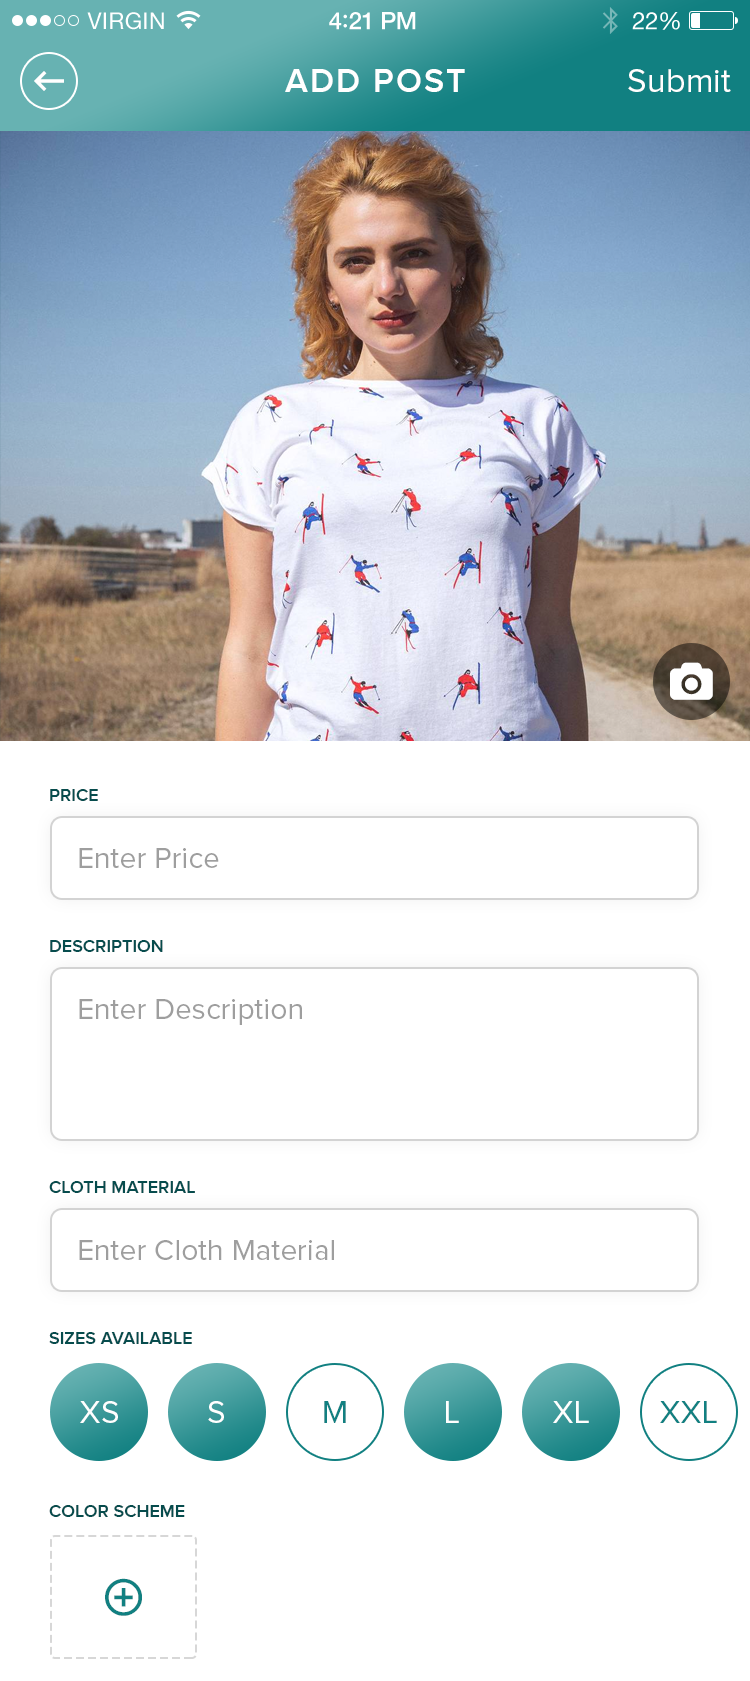 VIRGIN 4:21 PM 22%
ADD POST Submit
PRICE
Enter Price
DESCRIPTION
Enter Description
CLOTH MATERIAL
Enter Cloth Material
SIZES AVAILABLE
XS S M L XL XXL
COLOR SCHEME